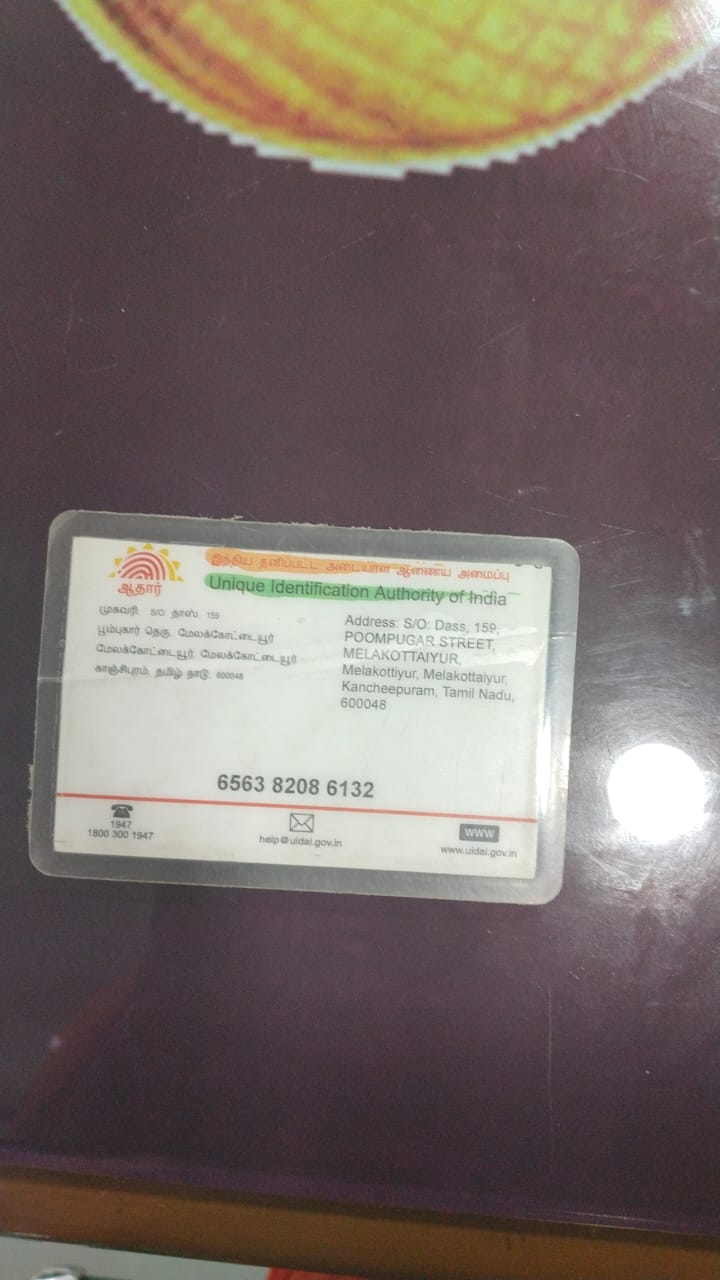 ஆதார்
இந்திய தனிப்பட்ட அடையாள ஆணைய அமைப்பு
Unique Identification Authority of India
முகவரி: S/O: தாஸ், 159
பூம்புகார் தெரு, மேலக்கோட்டையூர்
மேலக்கோட்டையூர், மேலக்கோட்டையூர்
காஞ்சிபுரம், தமிழ் நாடு, 600048
Address: S/O: Dass, 159,
POOMPUGAR STREET,
MELAKOTTAIYUR,
Melakottiyur, Melakottaiyur,
Kancheepuram, Tamil Nadu,
600048
6563 8208 6132
1947
1800 300 1947
help@uidai.gov.in
www
www.uidai.gov.in